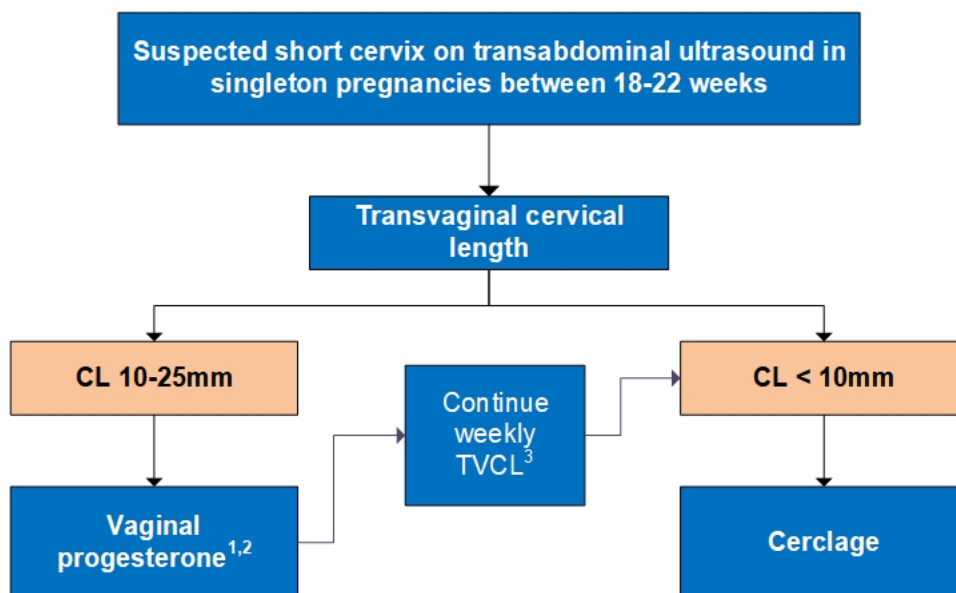 Suspected short cervix on transabdominal ultrasound in
singleton pregnancies between 18-22 weeks
Transvaginal cervical
length
CL 10-25mm
Continue
weekly
TVCL³
CL < 10mm
Vaginal
progesterone¹,²
Cerclage